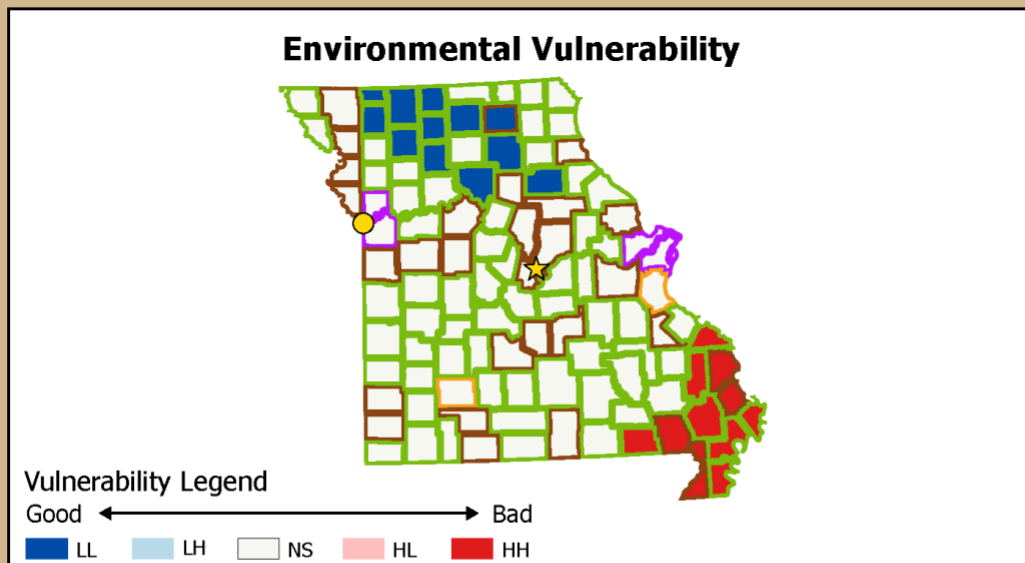 Environmental Vulnerability
Vulnerability Legend
Good Bad
LL LH NS HL HH